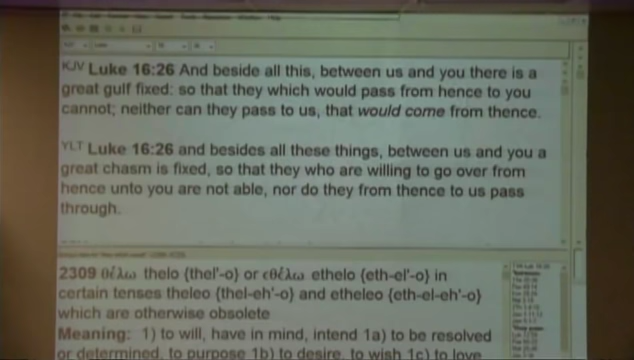 KJV Luke 16:26 And beside all this, between us and you there is a
great gulf fixed: so that they which would pass from hence to you
cannot; neither can they pass to us, that would come from thence.
YLT Luke 16:26 and besides all these things, between us and you a
great chasm is fixed, so that they who are willing to go over from
hence unto you are not able, nor do they from thence to us pass
through.
2309 θέλω thelo {thel'-o} or εθέλω ethelo {eth-el'-o} in
certain tenses theleo {thel-eh'-o} and etheleo {eth-el-eh'-o}
which are otherwise obsolete
Meaning: 1) to will, have in mind, intend 1a) to be resolved
or determined, to purpose 1b) to desire, to wish 1c) to love